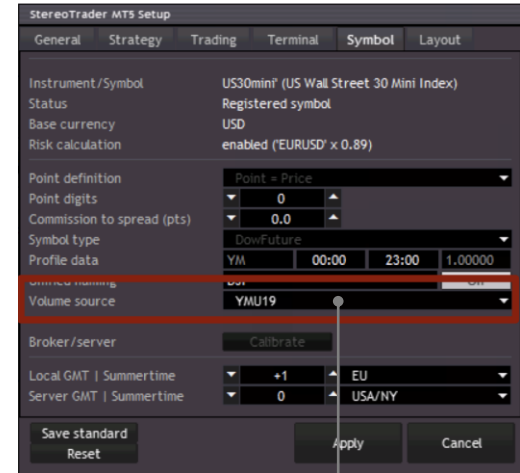 StereoTrader MT5 Setup
General Strategy Trading Terminal Symbol Layout
Instrument/Symbol US30mini' (US Wall Street 30 Mini Index)
Status Registered symbol
Base currency USD
Risk calculation enabled ('EURUSD' x 0.89)
Point definition Point = Price
Point digits 0
Commission to spread (pts) 0.0
Symbol type DowFuture
Profile data YM 00:00 23:00 1.00000
Unified naming
Volume source YMU19
Broker/server Calibrate
Local GMT | Summertime +1 EU
Server GMT | Summertime 0 USA/NY
Save standard
Reset
Apply
Cancel